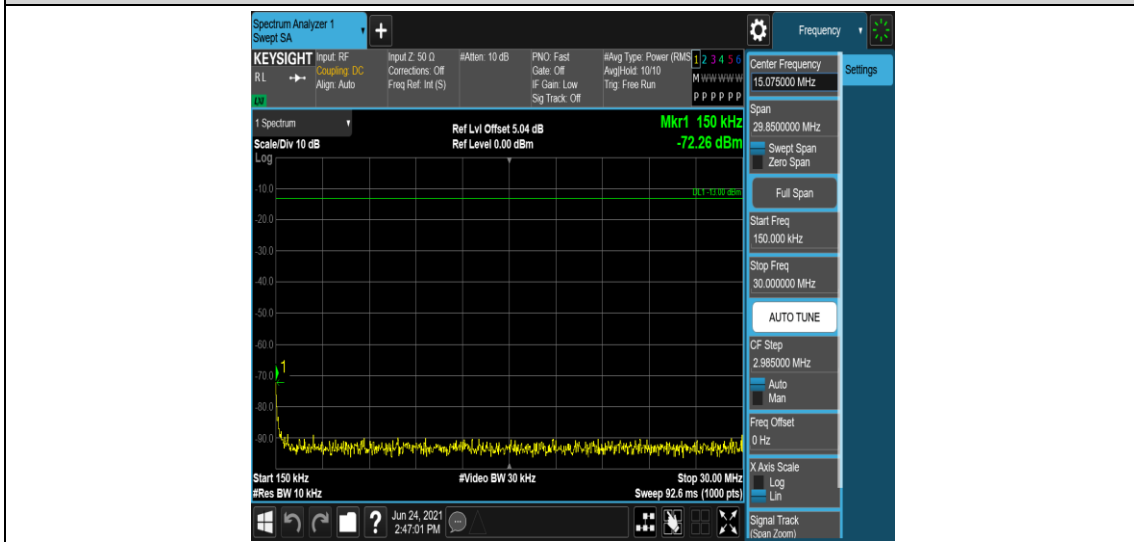 Spectrum Analyzer 1
Swept SA
+
Frequency
KEYSIGHT
RL
LXI
Input: RF
Coupling: DC
Align: Auto
Input Z: 50 Ω
Corrections: Off
Freq Ref: Int (S)
#Atten: 10 dB
PNO: Fast
Gate: Off
IF Gain: Low
Sig Track: Off
#Avg Type: Power (RMS
Avg|Hold: 10/10
Trig: Free Run
1 2 3 4 5 6
M W W W W W
P P P P P P
1 Spectrum
Scale/Div 10 dB
Log
Ref Lvl Offset 5.04 dB
Ref Level 0.00 dBm
Mkr1 150 kHz
-72.26 dBm
DL1 -13.00 dBm
-10.0
-20.0
-30.0
-40.0
-50.0
-60.0
1
-70.0
-80.0
-90.0
Start 150 kHz
#Res BW 10 kHz
#Video BW 30 kHz
Stop 30.00 MHz
Sweep 92.6 ms (1000 pts)
?
Jun 24, 2021
2:47:01 PM
Center Frequency
15.075000 MHz
Settings
Span
29.8500000 MHz
Swept Span
Zero Span
Full Span
Start Freq
150.000 kHz
Stop Freq
30.000000 MHz
AUTO TUNE
CF Step
2.985000 MHz
Auto
Man
Freq Offset
0 Hz
X Axis Scale
Log
Lin
Signal Track
(Span Zoom)